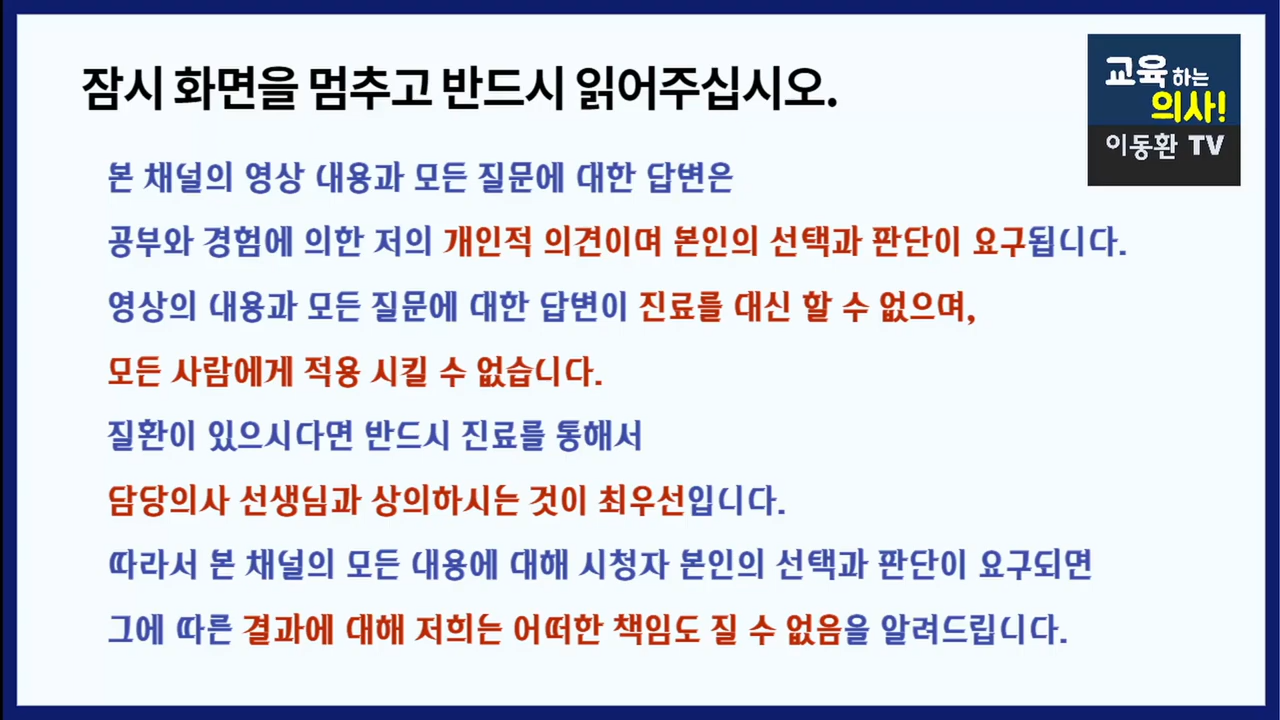 잠시 화면을 멈추고 반드시 읽어주십시오.
교육하는
의사!
이동환 TV
본 채널의 영상 내용과 모든 질문에 대한 답변은
공부와 경험에 의한 저의 개인적 의견이며 본인의 선택과 판단이 요구됩니다.
영상의 내용과 모든 질문에 대한 답변이 진료를 대신 할 수 없으며,
모든 사람에게 적용 시킬 수 없습니다.
질환이 있으시다면 반드시 진료를 통해서
담당의사 선생님과 상의하시는 것이 최우선입니다.
따라서 본 채널의 모든 내용에 대해 시청자 본인의 선택과 판단이 요구되면
그에 따른 결과에 대해 저희는 어떠한 책임도 질 수 없음을 알려드립니다.